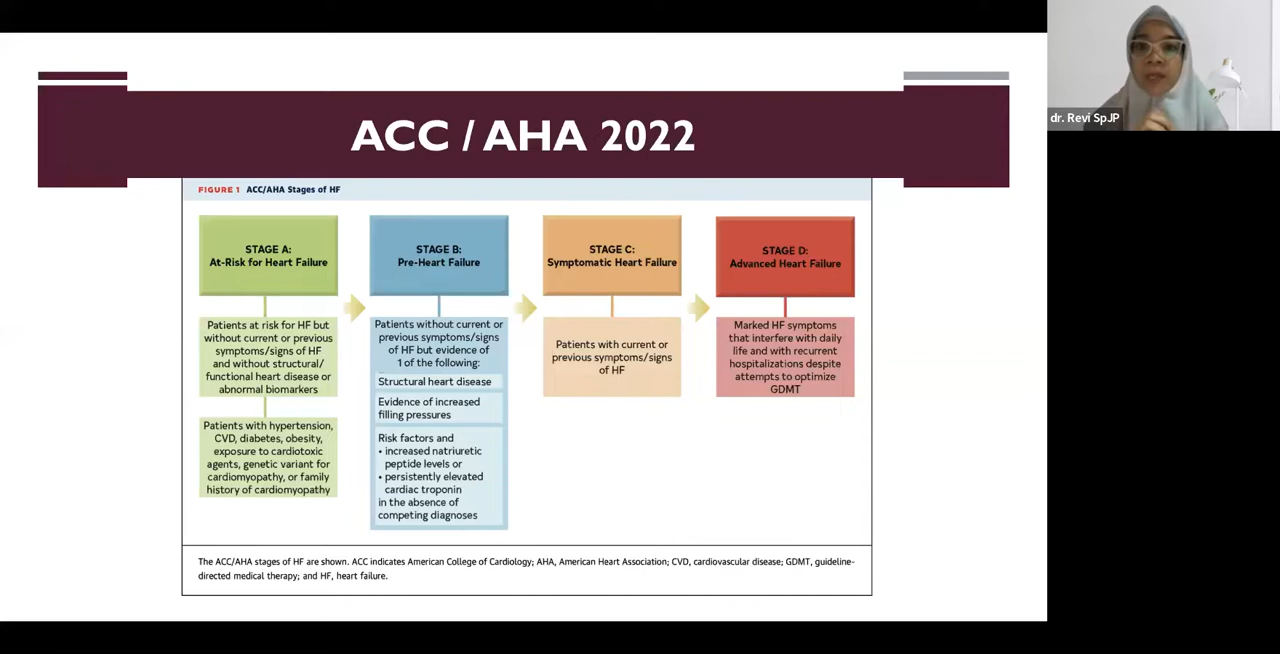 ACC / AHA 2022
FIGURE 1 ACC/AHA Stages of HF
STAGE A:
At-Risk for Heart Failure
Patients at risk for HF but
without current or previous
symptoms/signs of HF
and without structural/
functional heart disease or
abnormal biomarkers
Patients with hypertension,
CVD, diabetes, obesity,
exposure to cardiotoxic
agents, genetic variant for
cardiomyopathy, or family
history of cardiomyopathy
STAGE B:
Pre-Heart Failure
Patients without current or
previous symptoms/signs
of HF but evidence of
1 of the following:
Structural heart disease
Evidence of increased
filling pressures
Risk factors and
• increased natriuretic
peptide levels or
• persistently elevated
cardiac troponin
in the absence of
competing diagnoses
STAGE C:
Symptomatic Heart Failure
Patients with current or
previous symptoms/signs
of HF
STAGE D:
Advanced Heart Failure
Marked HF symptoms
that interfere with daily
life and with recurrent
hospitalizations despite
attempts to optimize
GDMT
The ACC/AHA stages of HF are shown. ACC indicates American College of Cardiology; AHA, American Heart Association; CVD, cardiovascular disease; GDMT, guideline-
directed medical therapy; and HF, heart failure.
dr. Revi SpJP